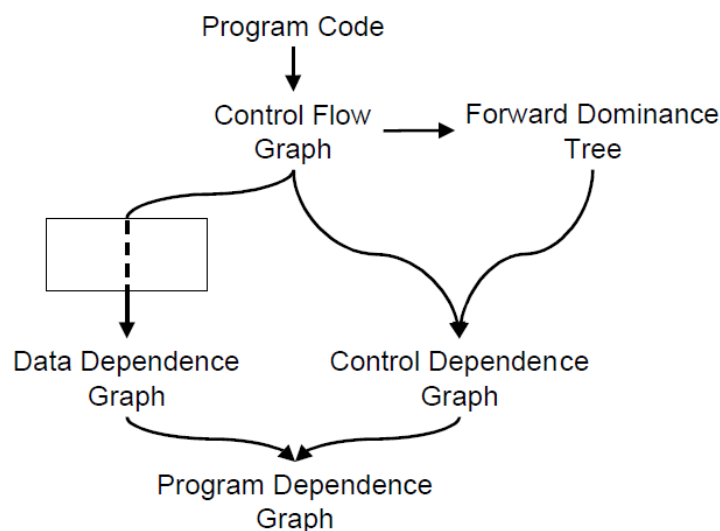 Program Code
Control Flow
Graph
Forward Dominance
Tree
Data Dependence
Graph
Control Dependence
Graph
Program Dependence
Graph